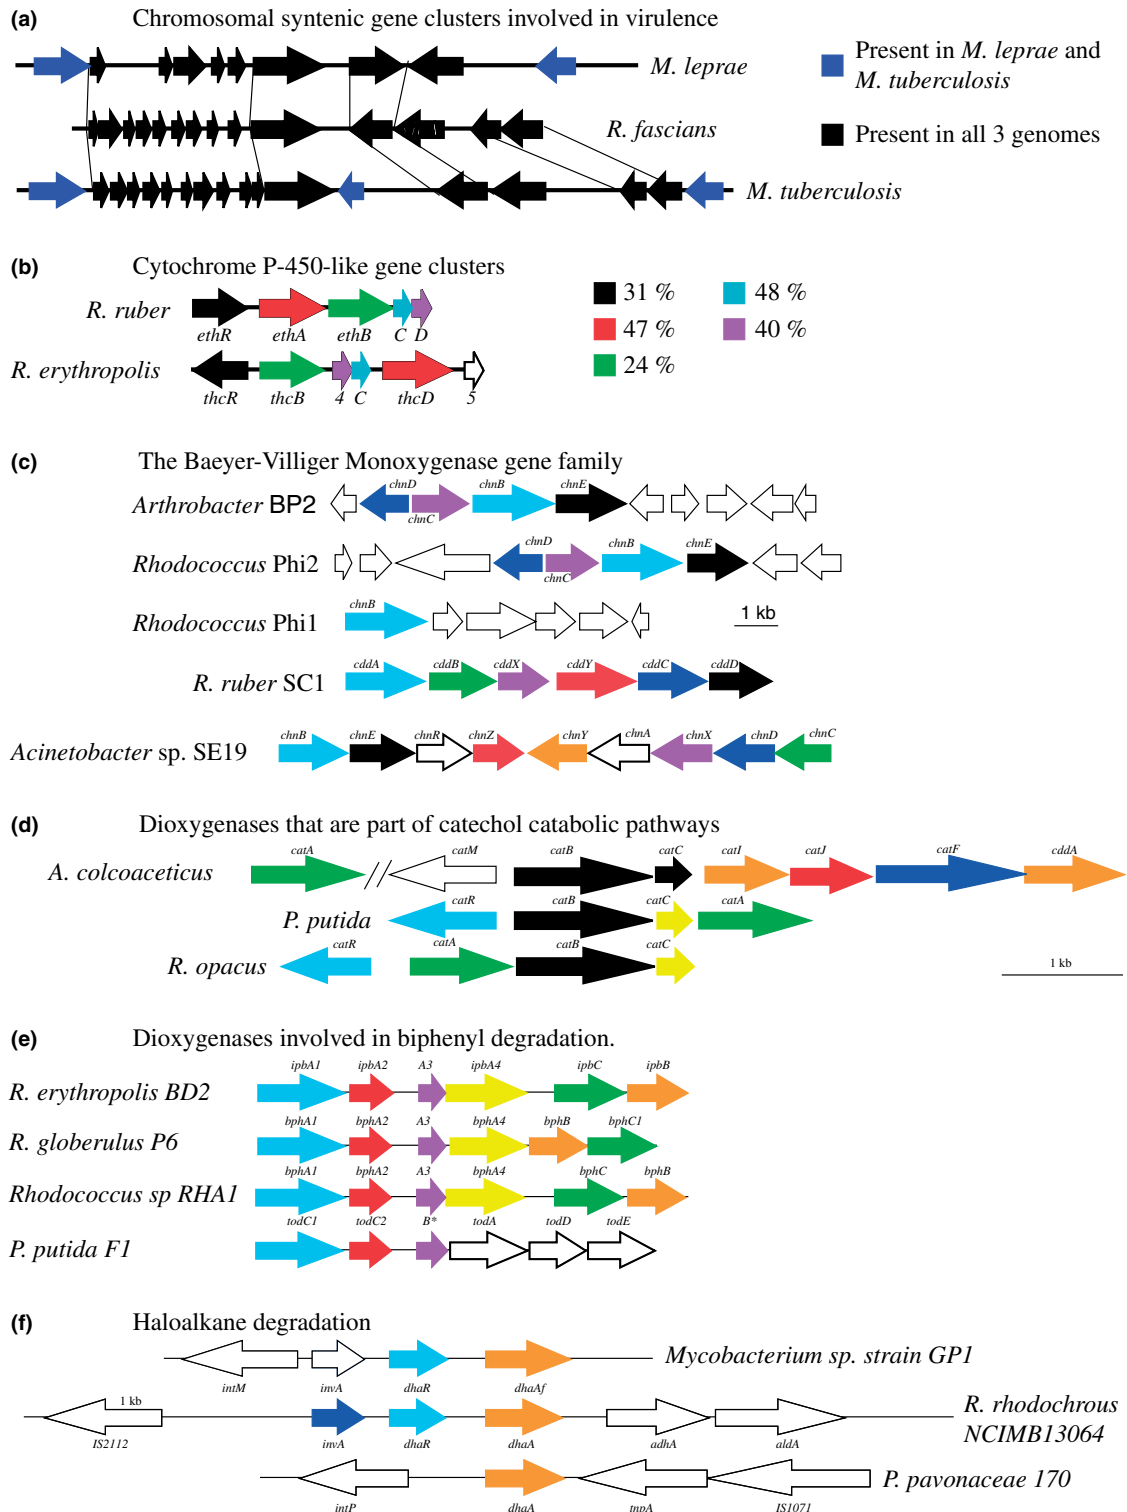 (a) Chromosomal syntenic gene clusters involved in virulence
M. leprae
Present in M. leprae and
M. tuberculosis
R. fascians
Present in all 3 genomes
M. tuberculosis
(b) Cytochrome P-450-like gene clusters
R. ruber
ethR ethA ethB C D
31 % 48 %
47 % 40 %
24 %
R. erythropolis
thcR thcB 4 C thcD 5
(c) The Baeyer-Villiger Monoxygenase gene family
chnD chnB chnE
Arthrobacter BP2
chnC
chnD chnB chnE
Rhodococcus Phi2
chnC
chnB
Rhodococcus Phi1
1 kb
cddA cddB cddX cddY cddC cddD
R. ruber SC1
chnB chnE chnR chnZ chnY chnA chnX chnD chnC
Acinetobacter sp. SE19
(d) Dioxygenases that are part of catechol catabolic pathways
catA catM catB catC catI catJ catF cddA
A. colcoaceticus
catR catB catC catA
P. putida
catR catA catB catC
R. opacus
1 kb
(e) Dioxygenases involved in biphenyl degradation.
ipbA1 ipbA2 A3 ipbA4 ipbC ipbB
R. erythropolis BD2
bphA1 bphA2 A3 bphA4 bphB bphC1
R. globerulus P6
bphA1 bphA2 A3 bphA4 bphC bphB
Rhodococcus sp RHA1
todC1 todC2 B* todA todD todE
P. putida F1
(f) Haloalkane degradation
Mycobacterium sp. strain GP1
intM invA dhaR dhaAf
1 kb
R. rhodochrous
NCIMB13064
IS2112 invA dhaR dhaA adhA aldA
P. pavonaceae 170
intP dhaA tnpA IS1071